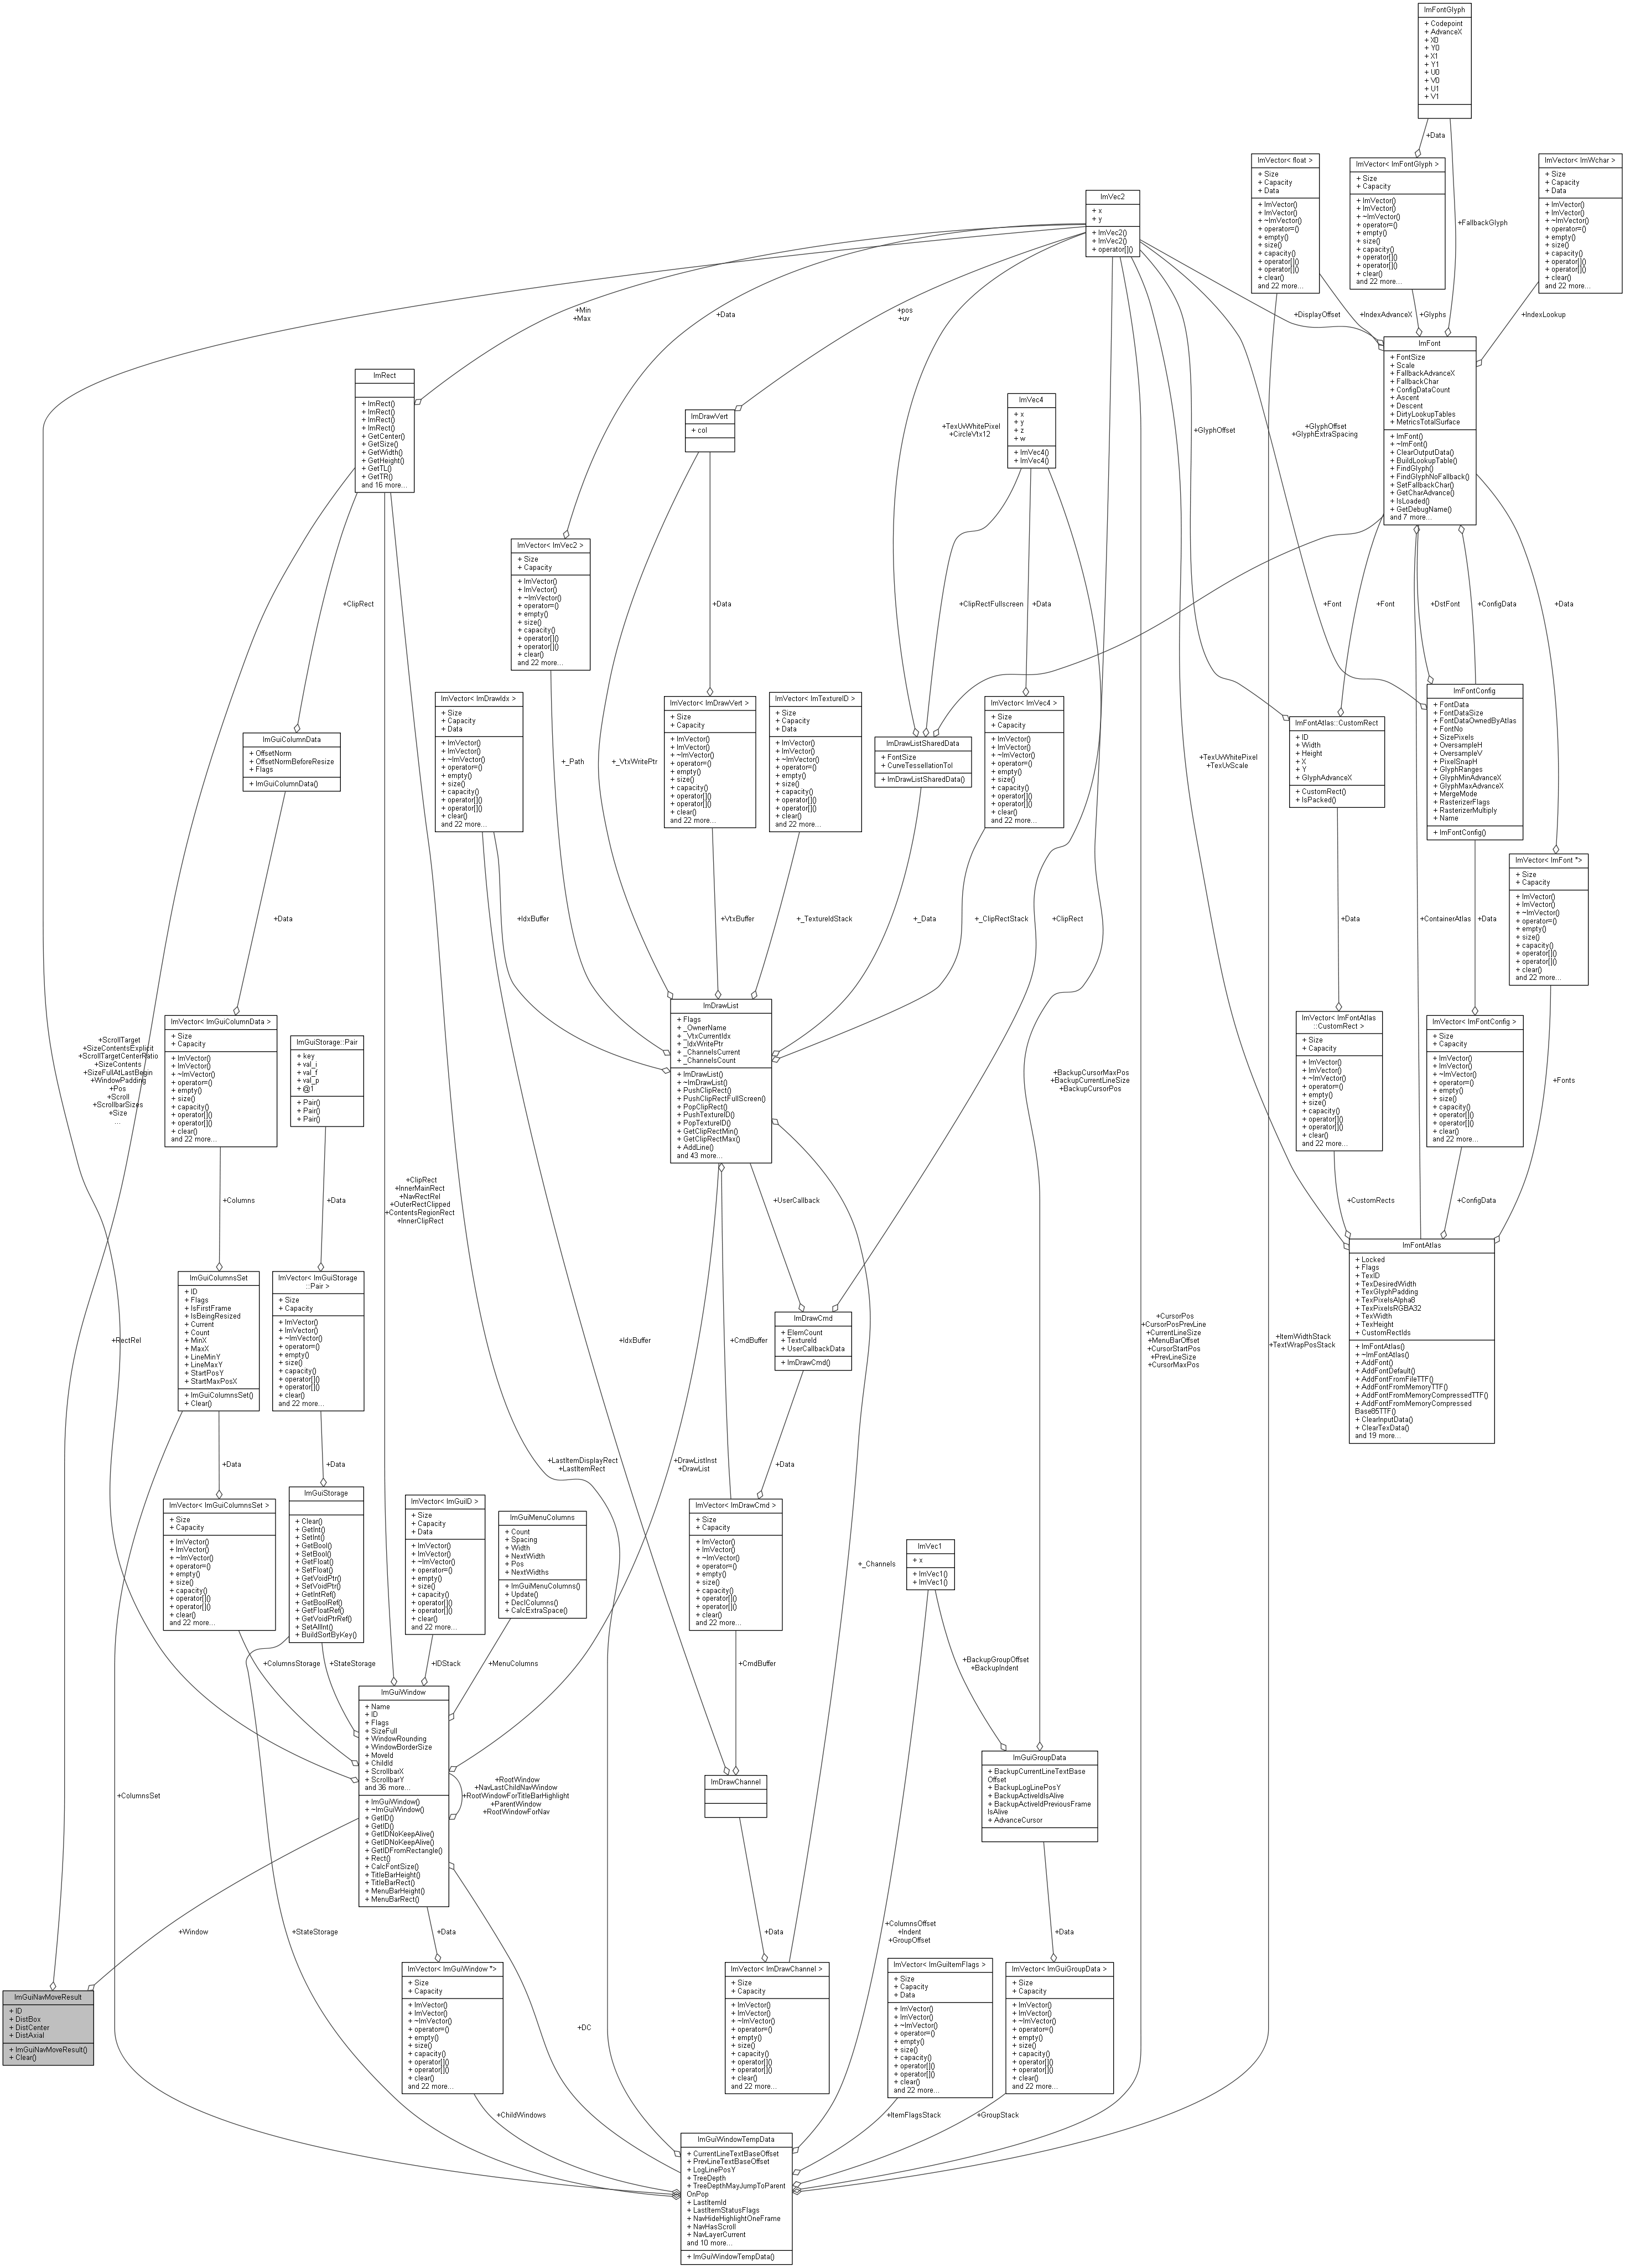 ImFontGlyph
+ Codepoint
+ AdvanceX
+ X0
+ Y0
+ X1
+ Y1
+ U0
+ V0
+ U1
+ V1
+Data
+FallbackGlyph
ImVector< float >
+ Size
+ Capacity
+ Data
+ ImVector()
+ ImVector()
+ ~ImVector()
+ operator=()
+ empty()
+ size()
+ capacity()
+ operator[]()
+ operator[]()
+ clear()
and 22 more...
ImVector< ImFontGlyph >
+ Size
+ Capacity
+ ImVector()
+ ImVector()
+ ~ImVector()
+ operator=()
+ empty()
+ size()
+ capacity()
+ operator[]()
+ operator[]()
+ clear()
and 22 more...
ImVector< ImWchar >
+ Size
+ Capacity
+ Data
+ ImVector()
+ ImVector()
+ ~ImVector()
+ operator=()
+ empty()
+ size()
+ capacity()
+ operator[]()
+ operator[]()
+ clear()
and 22 more...
ImVec2
+ x
+ y
+ ImVec2()
+ ImVec2()
+ operator[]()
+Min
+Max
+Data
+pos
+uv
+DisplayOffset
+IndexAdvanceX
+Glyphs
+IndexLookup
ImFont
+ FontSize
+ Scale
+ FallbackAdvanceX
+ FallbackChar
+ ConfigDataCount
+ Ascent
+ Descent
+ DirtyLookupTables
+ MetricsTotalSurface
+ ImFont()
+ ~ImFont()
+ ClearOutputData()
+ BuildLookupTable()
+ FindGlyph()
+ FindGlyphNoFallback()
+ SetFallbackChar()
+ GetCharAdvance()
+ IsLoaded()
+ GetDebugName()
and 7 more...
ImRect
+ ImRect()
+ ImRect()
+ ImRect()
+ ImRect()
+ GetCenter()
+ GetSize()
+ GetWidth()
+ GetHeight()
+ GetTL()
+ GetTR()
and 16 more...
ImDrawVert
+ col
ImVec4
+ x
+ y
+ z
+ w
+ ImVec4()
+ ImVec4()
+TexUvWhitePixel
+CircleVtx12
+GlyphOffset
+GlyphOffset
+GlyphExtraSpacing
ImVector< ImVec2 >
+ Size
+ Capacity
+ ImVector()
+ ImVector()
+ ~ImVector()
+ operator=()
+ empty()
+ size()
+ capacity()
+ operator[]()
+ operator[]()
+ clear()
and 22 more...
+ClipRect
+Data
+ClipRectFullscreen
+Data
+Font
+Font
+DstFont
+ConfigData
+Data
ImVector< ImDrawIdx >
+ Size
+ Capacity
+ Data
+ ImVector()
+ ImVector()
+ ~ImVector()
+ operator=()
+ empty()
+ size()
+ capacity()
+ operator[]()
+ operator[]()
+ clear()
and 22 more...
ImVector< ImDrawVert >
+ Size
+ Capacity
+ ImVector()
+ ImVector()
+ ~ImVector()
+ operator=()
+ empty()
+ size()
+ capacity()
+ operator[]()
+ operator[]()
+ clear()
and 22 more...
ImVector< ImTextureID >
+ Size
+ Capacity
+ Data
+ ImVector()
+ ImVector()
+ ~ImVector()
+ operator=()
+ empty()
+ size()
+ capacity()
+ operator[]()
+ operator[]()
+ clear()
and 22 more...
ImDrawListSharedData
+ FontSize
+ CurveTessellationTol
+ ImDrawListSharedData()
ImVector< ImVec4 >
+ Size
+ Capacity
+ ImVector()
+ ImVector()
+ ~ImVector()
+ operator=()
+ empty()
+ size()
+ capacity()
+ operator[]()
+ operator[]()
+ clear()
and 22 more...
ImFontAtlas::CustomRect
+ ID
+ Width
+ Height
+ X
+ Y
+ GlyphAdvanceX
+ CustomRect()
+ IsPacked()
ImFontConfig
+ FontData
+ FontDataSize
+ FontDataOwnedByAtlas
+ FontNo
+ SizePixels
+ OversampleH
+ OversampleV
+ PixelSnapH
+ GlyphRanges
+ GlyphMinAdvanceX
+ GlyphMaxAdvanceX
+ MergeMode
+ RasterizerFlags
+ RasterizerMultiply
+ Name
+ ImFontConfig()
ImGuiColumnData
+ OffsetNorm
+ OffsetNormBeforeResize
+ Flags
+ ImGuiColumnData()
+_Path
+_VtxWritePtr
+TexUvWhitePixel
+TexUvScale
ImVector< ImFont *>
+ Size
+ Capacity
+ ImVector()
+ ImVector()
+ ~ImVector()
+ operator=()
+ empty()
+ size()
+ capacity()
+ operator[]()
+ operator[]()
+ clear()
and 22 more...
+Data
+IdxBuffer
+VtxBuffer
+_TextureIdStack
+_Data
+_ClipRectStack
+ClipRect
+Data
+ContainerAtlas
+Data
ImDrawList
+ Flags
+ _OwnerName
+ _VtxCurrentIdx
+ _IdxWritePtr
+ _ChannelsCurrent
+ _ChannelsCount
+ ImDrawList()
+ ~ImDrawList()
+ PushClipRect()
+ PushClipRectFullScreen()
+ PopClipRect()
+ PushTextureID()
+ PopTextureID()
+ GetClipRectMin()
+ GetClipRectMax()
+ AddLine()
and 43 more...
+ScrollTarget
+SizeContentsExplicit
+ScrollTargetCenterRatio
+SizeContents
+SizeFullAtLastBegin
+WindowPadding
+Pos
+Scroll
+ScrollbarSizes
+Size
...
ImVector< ImGuiColumnData >
+ Size
+ Capacity
+ ImVector()
+ ImVector()
+ ~ImVector()
+ operator=()
+ empty()
+ size()
+ capacity()
+ operator[]()
+ operator[]()
+ clear()
and 22 more...
ImGuiStorage::Pair
+ key
+ val_i
+ val_f
+ val_p
+ @1
+ Pair()
+ Pair()
+ Pair()
+BackupCursorMaxPos
+BackupCurrentLineSize
+BackupCursorPos
ImVector< ImFontAtlas
::CustomRect >
+ Size
+ Capacity
+ ImVector()
+ ImVector()
+ ~ImVector()
+ operator=()
+ empty()
+ size()
+ capacity()
+ operator[]()
+ operator[]()
+ clear()
and 22 more...
ImVector< ImFontConfig >
+ Size
+ Capacity
+ ImVector()
+ ImVector()
+ ~ImVector()
+ operator=()
+ empty()
+ size()
+ capacity()
+ operator[]()
+ operator[]()
+ clear()
and 22 more...
+Fonts
+Columns
+Data
+ClipRect
+InnerMainRect
+NavRectRel
+OuterRectClipped
+ContentsRegionRect
+InnerClipRect
+UserCallback
+CustomRects
+ConfigData
ImFontAtlas
+ Locked
+ Flags
+ TexID
+ TexDesiredWidth
+ TexGlyphPadding
+ TexPixelsAlpha8
+ TexPixelsRGBA32
+ TexWidth
+ TexHeight
+ CustomRectIds
+ ImFontAtlas()
+ ~ImFontAtlas()
+ AddFont()
+ AddFontDefault()
+ AddFontFromFileTTF()
+ AddFontFromMemoryTTF()
+ AddFontFromMemoryCompressedTTF()
+ AddFontFromMemoryCompressed
Base85TTF()
+ ClearInputData()
+ ClearTexData()
and 19 more...
ImGuiColumnsSet
+ ID
+ Flags
+ IsFirstFrame
+ IsBeingResized
+ Current
+ Count
+ MinX
+ MaxX
+ LineMinY
+ LineMaxY
+ StartPosY
+ StartMaxPosX
+ ImGuiColumnsSet()
+ Clear()
ImVector< ImGuiStorage
::Pair >
+ Size
+ Capacity
+ ImVector()
+ ImVector()
+ ~ImVector()
+ operator=()
+ empty()
+ size()
+ capacity()
+ operator[]()
+ operator[]()
+ clear()
and 22 more...
ImDrawCmd
+ ElemCount
+ TextureId
+ UserCallbackData
+ ImDrawCmd()
+RectRel
+IdxBuffer
+CmdBuffer
+CursorPos
+CursorPosPrevLine
+CurrentLineSize
+MenuBarOffset
+CursorStartPos
+PrevLineSize
+CursorMaxPos
+ItemWidthStack
+TextWrapPosStack
+Data
+Data
+LastItemDisplayRect
+LastItemRect
+DrawListInst
+DrawList
+Data
ImVector< ImGuiColumnsSet >
+ Size
+ Capacity
+ ImVector()
+ ImVector()
+ ~ImVector()
+ operator=()
+ empty()
+ size()
+ capacity()
+ operator[]()
+ operator[]()
+ clear()
and 22 more...
ImGuiStorage
+ Clear()
+ GetInt()
+ SetInt()
+ GetBool()
+ SetBool()
+ GetFloat()
+ SetFloat()
+ GetVoidPtr()
+ SetVoidPtr()
+ GetIntRef()
+ GetBoolRef()
+ GetFloatRef()
+ GetVoidPtrRef()
+ SetAllInt()
+ BuildSortByKey()
ImVector< ImGuiID >
+ Size
+ Capacity
+ Data
+ ImVector()
+ ImVector()
+ ~ImVector()
+ operator=()
+ empty()
+ size()
+ capacity()
+ operator[]()
+ operator[]()
+ clear()
and 22 more...
ImGuiMenuColumns
+ Count
+ Spacing
+ Width
+ NextWidth
+ Pos
+ NextWidths
+ ImGuiMenuColumns()
+ Update()
+ DeclColumns()
+ CalcExtraSpace()
ImVector< ImDrawCmd >
+ Size
+ Capacity
+ ImVector()
+ ImVector()
+ ~ImVector()
+ operator=()
+ empty()
+ size()
+ capacity()
+ operator[]()
+ operator[]()
+ clear()
and 22 more...
+_Channels
ImVec1
+ x
+ ImVec1()
+ ImVec1()
+ColumnsStorage
+StateStorage
+IDStack
+MenuColumns
+CmdBuffer
+BackupGroupOffset
+BackupIndent
ImGuiWindow
+ Name
+ ID
+ Flags
+ SizeFull
+ WindowRounding
+ WindowBorderSize
+ MoveId
+ ChildId
+ ScrollbarX
+ ScrollbarY
and 36 more...
+ ImGuiWindow()
+ ~ImGuiWindow()
+ GetID()
+ GetID()
+ GetIDNoKeepAlive()
+ GetIDNoKeepAlive()
+ GetIDFromRectangle()
+ Rect()
+ CalcFontSize()
+ TitleBarHeight()
+ TitleBarRect()
+ MenuBarHeight()
+ MenuBarRect()
+RootWindow
+NavLastChildNavWindow
+RootWindowForTitleBarHighlight
+ParentWindow
+RootWindowForNav
ImDrawChannel
ImGuiGroupData
+ BackupCurrentLineTextBase
Offset
+ BackupLogLinePosY
+ BackupActiveIdIsAlive
+ BackupActiveIdPreviousFrame
IsAlive
+ AdvanceCursor
+ColumnsSet
+Window
+StateStorage
+Data
+Data
+ColumnsOffset
+Indent
+GroupOffset
+Data
ImGuiNavMoveResult
+ ID
+ DistBox
+ DistCenter
+ DistAxial
+ ImGuiNavMoveResult()
+ Clear()
ImVector< ImGuiWindow *>
+ Size
+ Capacity
+ ImVector()
+ ImVector()
+ ~ImVector()
+ operator=()
+ empty()
+ size()
+ capacity()
+ operator[]()
+ operator[]()
+ clear()
and 22 more...
+DC
ImVector< ImDrawChannel >
+ Size
+ Capacity
+ ImVector()
+ ImVector()
+ ~ImVector()
+ operator=()
+ empty()
+ size()
+ capacity()
+ operator[]()
+ operator[]()
+ clear()
and 22 more...
ImVector< ImGuiItemFlags >
+ Size
+ Capacity
+ Data
+ ImVector()
+ ImVector()
+ ~ImVector()
+ operator=()
+ empty()
+ size()
+ capacity()
+ operator[]()
+ operator[]()
+ clear()
and 22 more...
ImVector< ImGuiGroupData >
+ Size
+ Capacity
+ ImVector()
+ ImVector()
+ ~ImVector()
+ operator=()
+ empty()
+ size()
+ capacity()
+ operator[]()
+ operator[]()
+ clear()
and 22 more...
+ChildWindows
+ItemFlagsStack
+GroupStack
ImGuiWindowTempData
+ CurrentLineTextBaseOffset
+ PrevLineTextBaseOffset
+ LogLinePosY
+ TreeDepth
+ TreeDepthMayJumpToParent
OnPop
+ LastItemId
+ LastItemStatusFlags
+ NavHideHighlightOneFrame
+ NavHasScroll
+ NavLayerCurrent
and 10 more...
+ ImGuiWindowTempData()